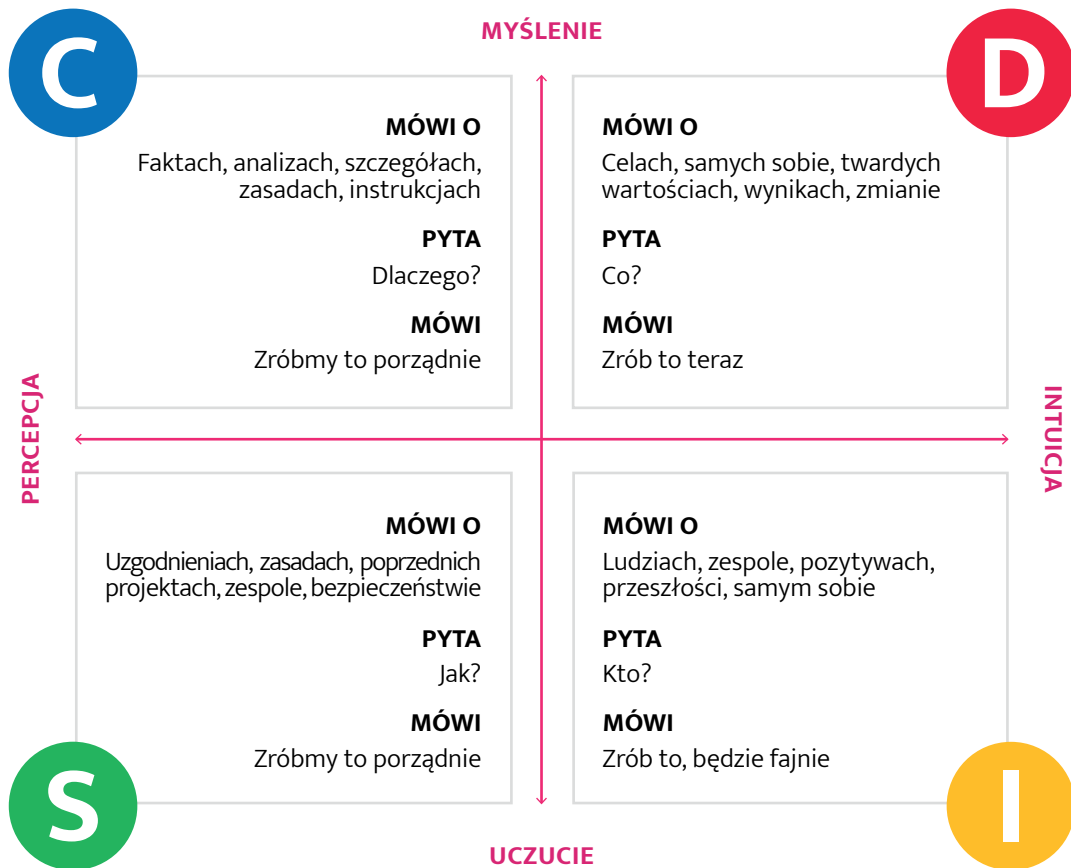 MYŚLENIE
C
MÓWI O
Faktach, analizach, szczegółach,
zasadach, instrukcjach
PYTA
Dlaczego?
MÓWI
Zróbmy to porządnie
D
MÓWI O
Celach, samych sobie, twardych
wartościach, wynikach, zmianie
PYTA
Co?
MÓWI
Zrób to teraz
PERCEPCJA
INTUICJA
MÓWI O
Uzgodnieniach, zasadach, poprzednich
projektach, zespole, bezpieczeństwie
PYTA
Jak?
MÓWI
Zróbmy to porządnie
S
MÓWI O
Ludziach, zespole, pozytywach,
przeszłości, samym sobie
PYTA
Kto?
MÓWI
Zrób to, będzie fajnie
I
UCZUCIE